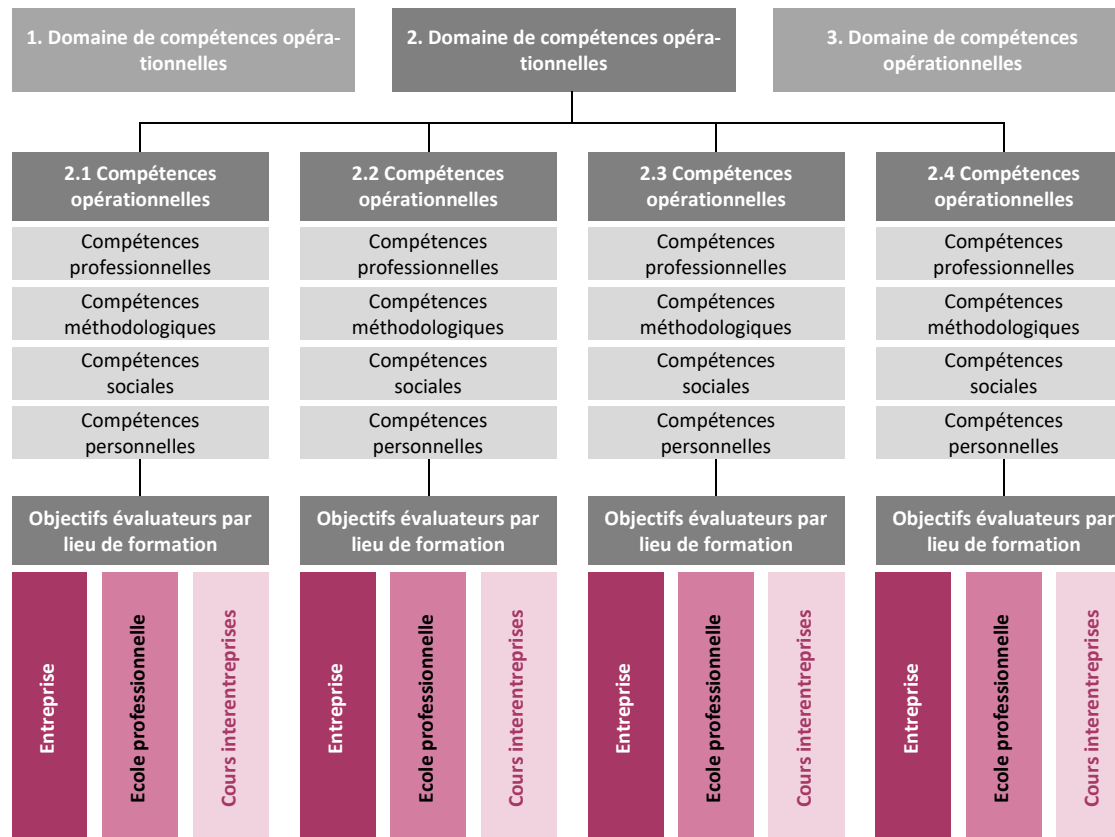 1. Domaine de compétences opéra-
tionnelles
2. Domaine de compétences opéra-
tionnelles
3. Domaine de compétences
opérationnelles
2.1 Compétences
opérationnelles
2.2 Compétences
opérationnelles
2.3 Compétences
opérationnelles
2.4 Compétences
opérationnelles
Compétences
professionnelles
Compétences
professionnelles
Compétences
professionnelles
Compétences
professionnelles
Compétences
méthodologiques
Compétences
méthodologiques
Compétences
méthodologiques
Compétences
méthodologiques
Compétences
sociales
Compétences
sociales
Compétences
sociales
Compétences
sociales
Compétences
personnelles
Compétences
personnelles
Compétences
personnelles
Compétences
personnelles
Objectifs évaluateurs par
lieu de formation
Objectifs évaluateurs par
lieu de formation
Objectifs évaluateurs par
lieu de formation
Objectifs évaluateurs par
lieu de formation
Entreprise
Ecole professionnelle
Cours interentreprises
Entreprise
Ecole professionnelle
Cours interentreprises
Entreprise
Ecole professionnelle
Cours interentreprises
Entreprise
Ecole professionnelle
Cours interentreprises